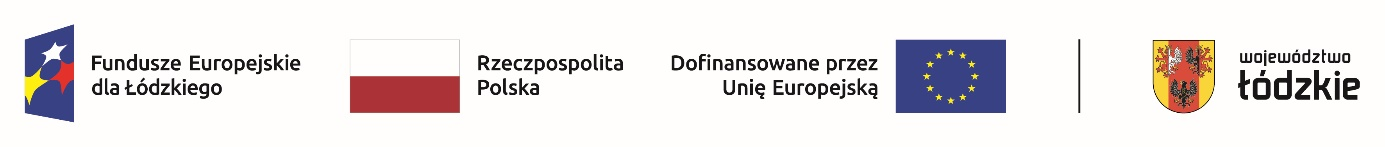 Fundusze Europejskie
dla Łódzkiego
Rzeczpospolita
Polska
Dofinansowane przez
Unię Europejską
województwo
łódzkie